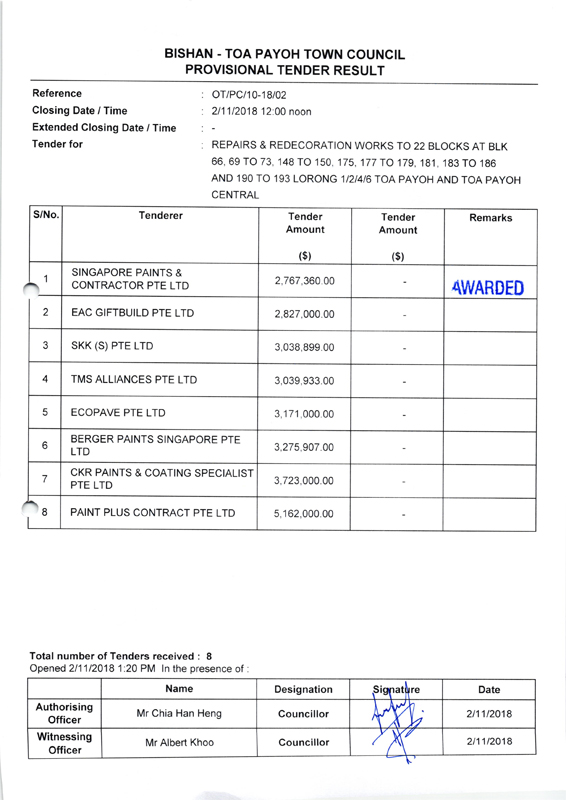 BISHAN - TOA PAYOH TOWN COUNCIL
PROVISIONAL TENDER RESULT
Reference : OT/PC/10-18/02
Closing Date / Time : 2/11/2018 12:00 noon
Extended Closing Date / Time : -
Tender for : REPAIRS & REDECORATION WORKS TO 22 BLOCKS AT BLK
66, 69 TO 73, 148 TO 150, 175, 177 TO 179, 181, 183 TO 186
AND 190 TO 193 LORONG 1/2/4/6 TOA PAYOH AND TOA PAYOH
CENTRAL
S/No. Tenderer Tender Tender Remarks
Amount Amount
($) ($)
1 SINGAPORE PAINTS &
CONTRACTOR PTE LTD 2,767,360.00 - AWARDED
2 EAC GIFTBUILD PTE LTD 2,827,000.00 -
3 SKK (S) PTE LTD 3,038,899.00 -
4 TMS ALLIANCES PTE LTD 3,039,933.00 -
5 ECOPAVE PTE LTD 3,171,000.00 -
6 BERGER PAINTS SINGAPORE PTE
LTD 3,275,907.00 -
7 CKR PAINTS & COATING SPECIALIST
PTE LTD 3,723,000.00 -
8 PAINT PLUS CONTRACT PTE LTD 5,162,000.00 -
Total number of Tenders received : 8
Opened 2/11/2018 1:20 PM In the presence of :
Name Designation Signature Date
Authorising
Officer Mr Chia Han Heng Councillor 2/11/2018
Witnessing
Officer Mr Albert Khoo Councillor 2/11/2018